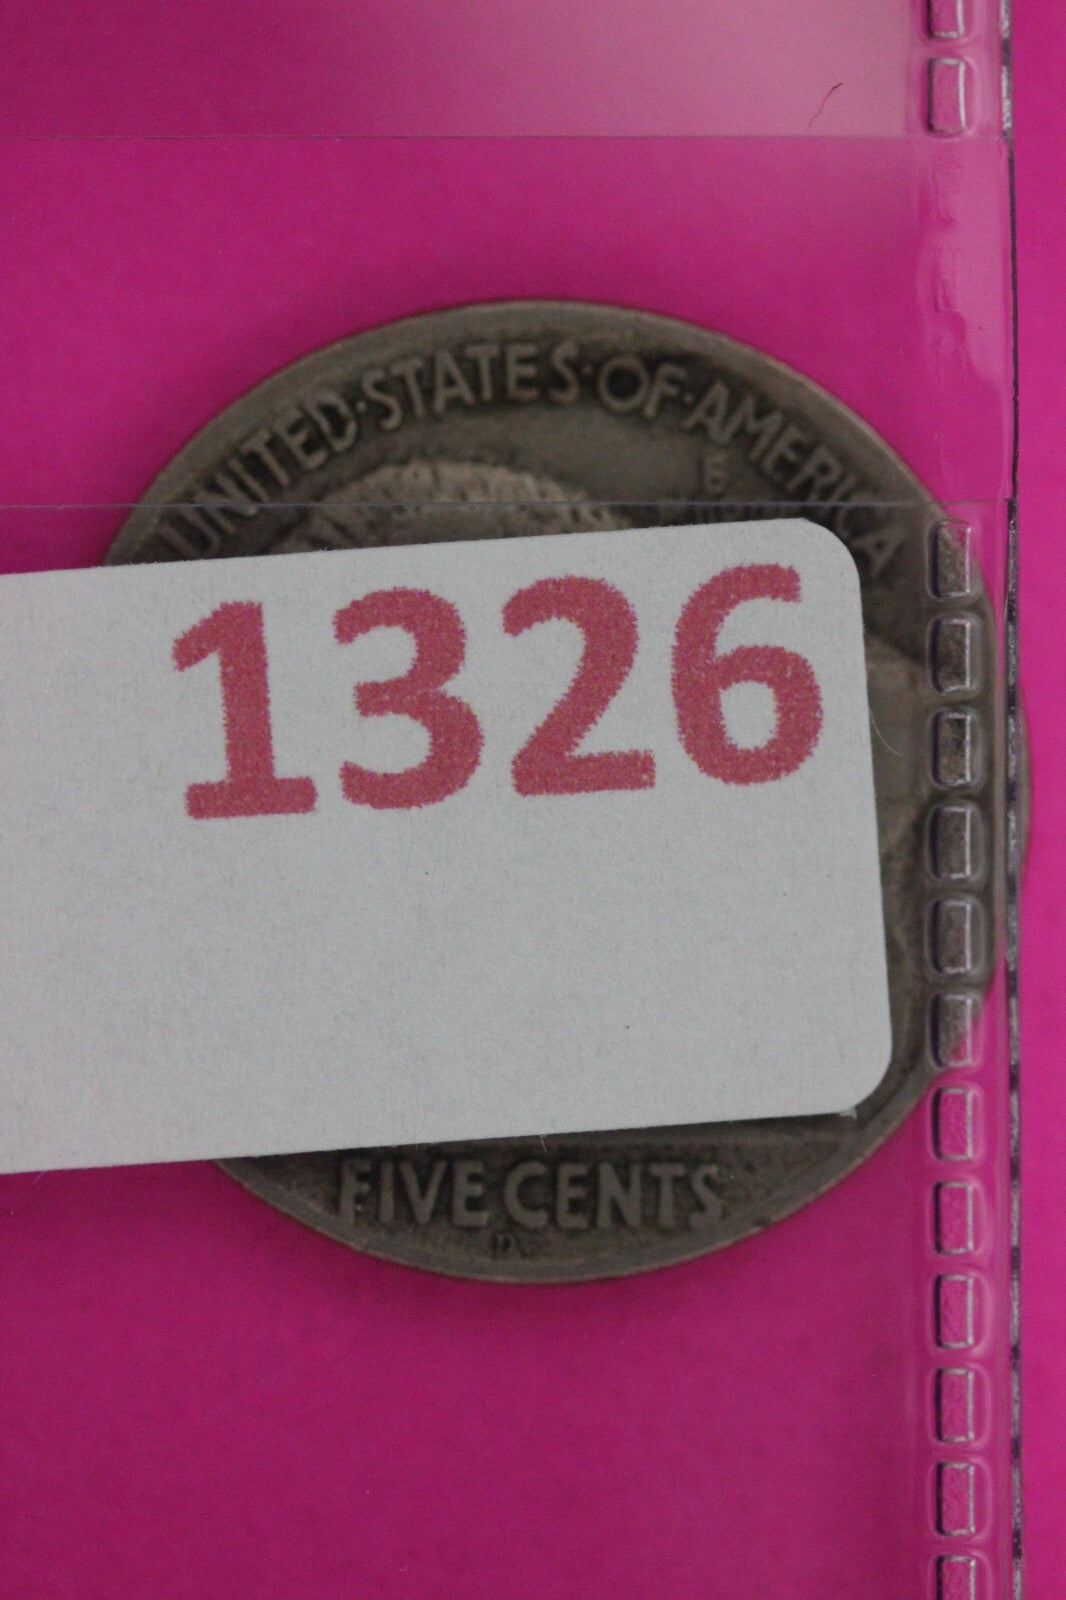 UNITED·STATES·OF·AMERICA
1326
FIVE CENTS
D